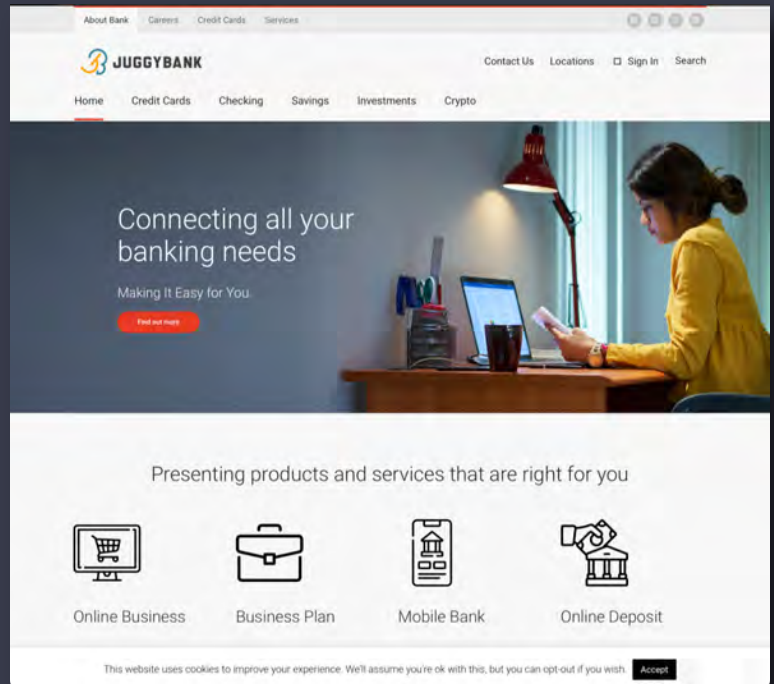 About Bank Careers Credit Cards Services
JUGGYBANK
Contact Us Locations Sign In Search
Home Credit Cards Checking Savings Investments Crypto
Connecting all your
banking needs
Making It Easy for You.
Find out more
Presenting products and services that are right for you
Online Business Business Plan Mobile Bank Online Deposit
This website uses cookies to improve your experience. We'll assume you're ok with this, but you can opt-out if you wish. Accept